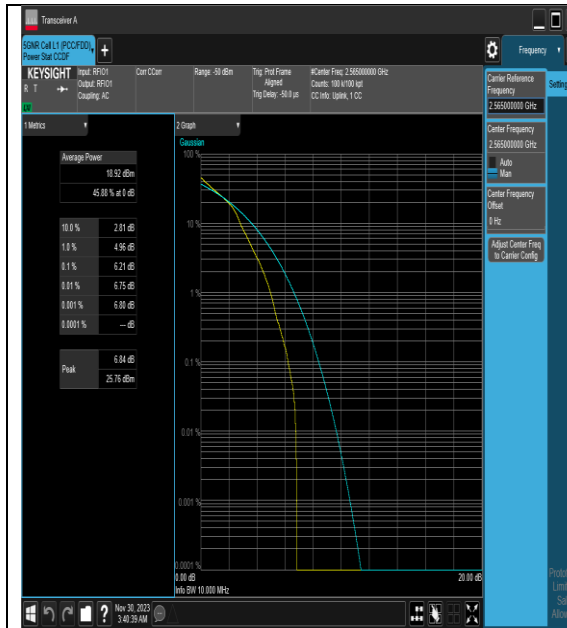 Transceiver A
5GNR Cell L1 (PCC/FDD)
Power Stat CCDF
Frequency
KEYSIGHT
R T
Input: RFIO1
Output: RFIO1
Coupling: AC
Corr CCorr
Range: -50 dBm
Trig: Prot Frame
Aligned
Trig Delay: -50.0 µs
#Center Freq: 2.565000000 GHz
Counts: 100 k/100 kpt
CC Info: Uplink, 1 CC
Carrier Reference
Frequency
2.565000000 GHz
Setting
Center Frequency
2.565000000 GHz
Auto
Man
Center Frequency
Offset
0 Hz
Adjust Center Freq
to Carrier Config
1 Metrics
Average Power
18.92 dBm
45.80 % at 0 dB
10.0 % 2.81 dB
1.0 % 4.96 dB
0.1 % 6.21 dB
0.01 % 6.75 dB
0.001 % 6.80 dB
0.0001 % --- dB
Peak
6.84 dB
25.76 dBm
2 Graph
Gaussian
100 %
10 %
1 %
0.1 %
0.01 %
0.001 %
0.0001 %
0.00 dB
20.00 dB
Info BW 10.000 MHz
Nov 30, 2023
3:40:39 AM
?
Protot
Limit
Sa
Allow